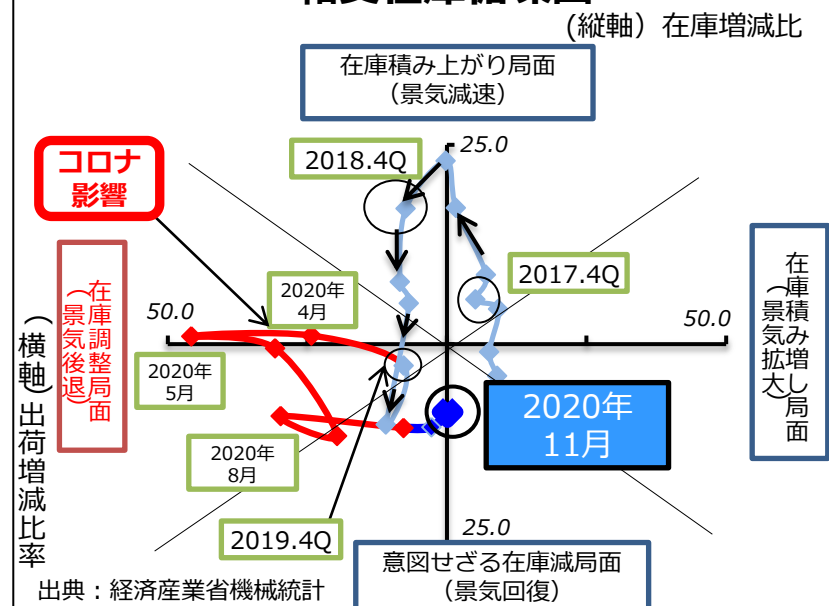 (縦軸）在庫増減比
在庫積み上がり局面
（景気減速）
25.0
コロナ
影響
2018.4Q
2017.4Q
在庫積み増し局面
（景気拡大）
50.0
2020年
4月
50.0
在庫調整局面
（景気後退）
（横軸）出荷増減比率
2020年
5月
2020年
11月
2020年
8月
25.0
2019.4Q
意図せざる在庫減局面
（景気回復）
出典：経済産業省機械統計